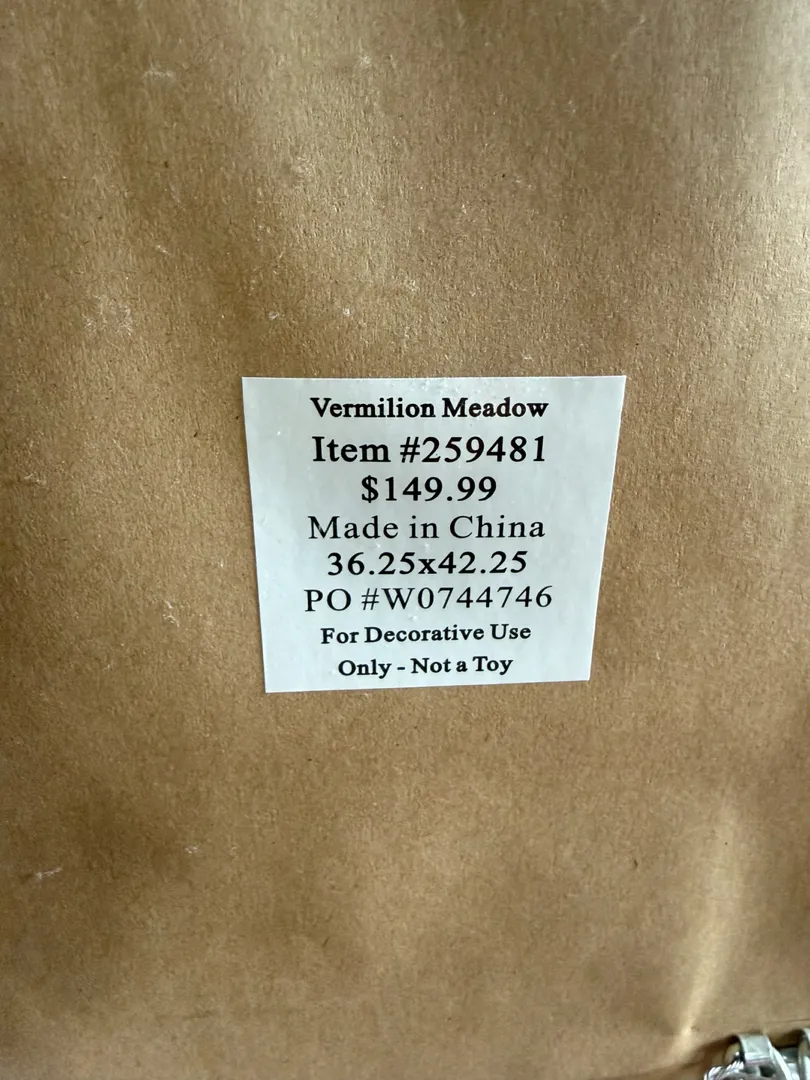 Vermilion Meadow
Item #259481
$149.99
Made in China
36.25x42.25
PO #W0744746
For Decorative Use
Only - Not a Toy